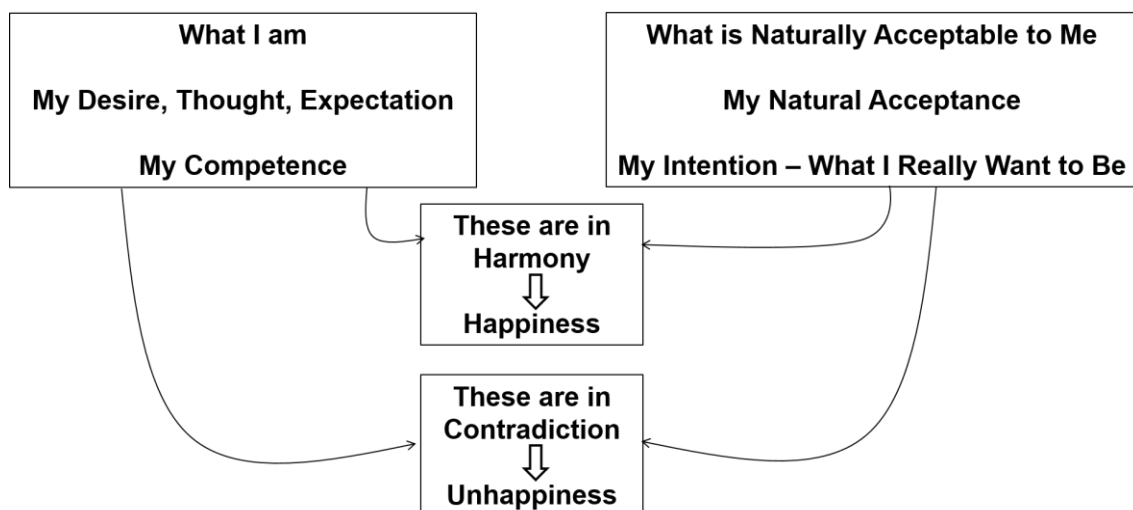 What I am
My Desire, Thought, Expectation
My Competence
What is Naturally Acceptable to Me
My Natural Acceptance
My Intention – What I Really Want to Be
These are in
Harmony
Happiness
These are in
Contradiction
Unhappiness